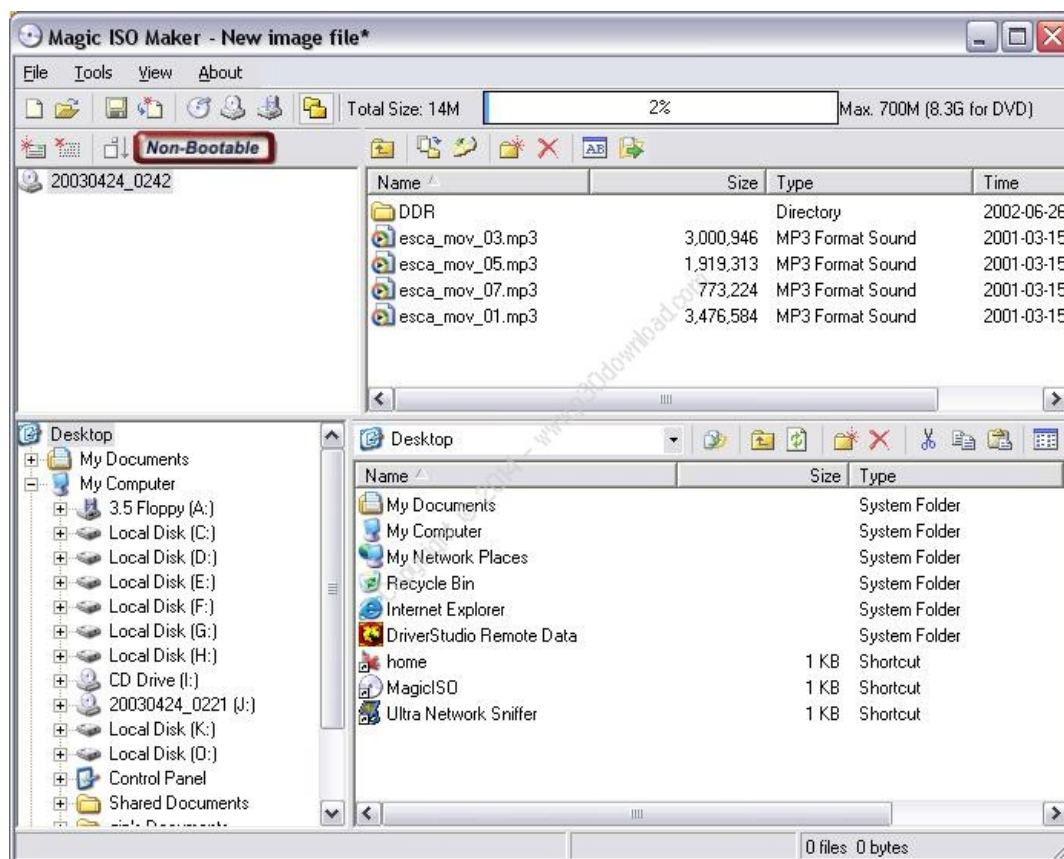 Magic ISO Maker - New image file*
File Tools View About
Total Size: 14M 2% Max. 700M (8.3G for DVD)
Non-Bootable
20030424_0242
Name Size Type Time
DDR Directory 2002-06-26
esca_mov_03.mp3 3,000,946 MP3 Format Sound 2001-03-15
esca_mov_05.mp3 1,919,313 MP3 Format Sound 2001-03-15
esca_mov_07.mp3 773,224 MP3 Format Sound 2001-03-15
esca_mov_01.mp3 3,476,584 MP3 Format Sound 2001-03-15
Copyright © 2014 - www.p30download.com
Desktop
My Documents
My Computer
3.5 Floppy (A:)
Local Disk (C:)
Local Disk (D:)
Local Disk (E:)
Local Disk (F:)
Local Disk (G:)
Local Disk (H:)
CD Drive (I:)
20030424_0221 (J:)
Local Disk (K:)
Local Disk (O:)
Control Panel
Shared Documents
Desktop
Name Size Type
My Documents System Folder
My Computer System Folder
My Network Places System Folder
Recycle Bin System Folder
Internet Explorer System Folder
DriverStudio Remote Data System Folder
home 1 KB Shortcut
MagicISO 1 KB Shortcut
Ultra Network Sniffer 1 KB Shortcut
0 files 0 bytes